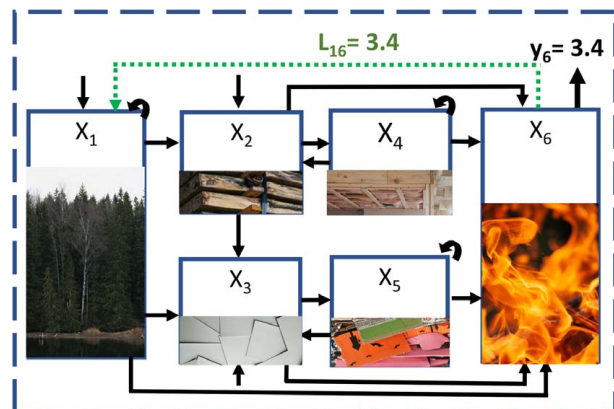 L₁₆= 3.4
y₆= 3.4
X₁
X₂
X₄
X₆
X₃
X₅